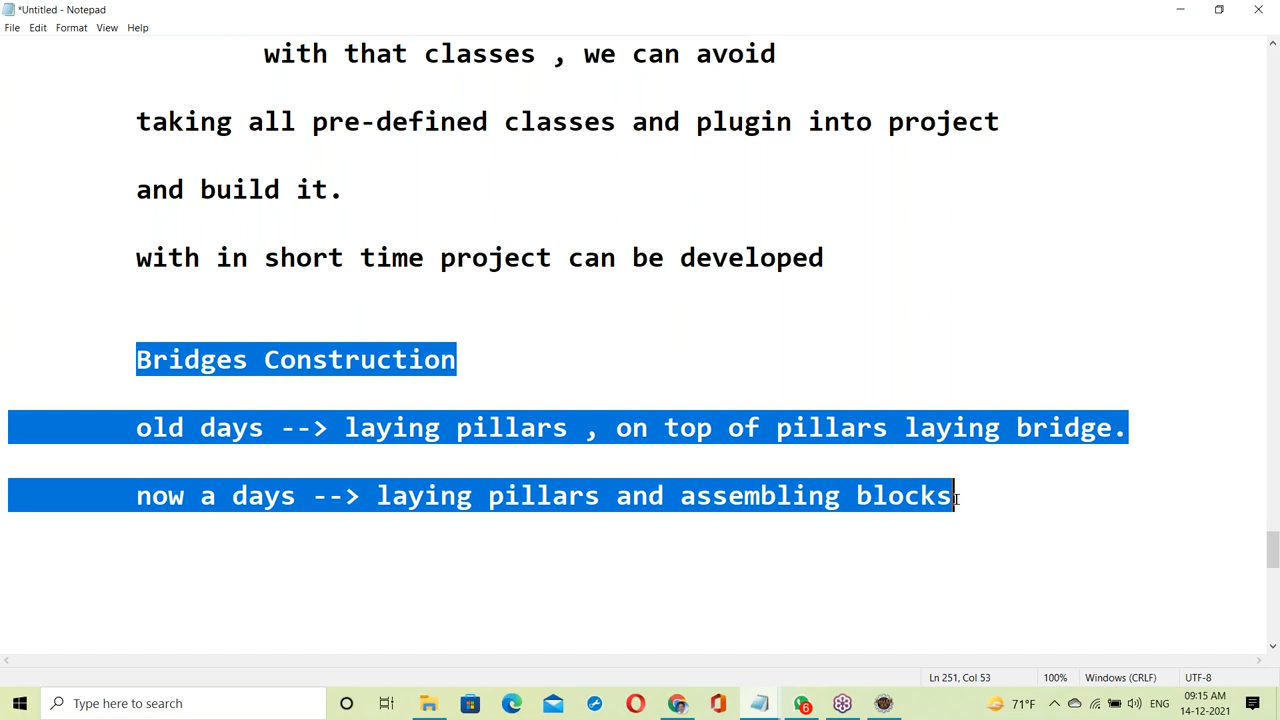 *Untitled - Notepad
File Edit Format View Help
with that classes , we can avoid
taking all pre-defined classes and plugin into project
and build it.
with in short time project can be developed
Bridges Construction
old days --> laying pillars , on top of pillars laying bridge.
now a days --> laying pillars and assembling blocks
Ln 251, Col 53 100% Windows (CRLF) UTF-8
Type here to search
6
71°F ENG
09:15 AM
14-12-2021